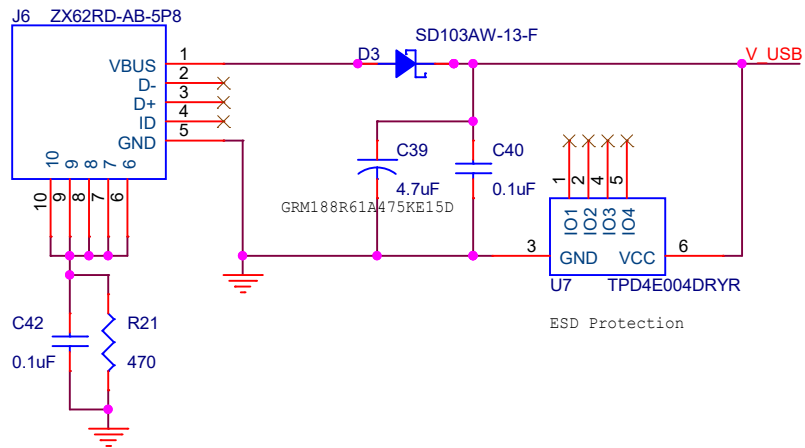 J6 ZX62RD-AB-5P8
SD103AW-13-F
D3
V_USB
VBUS 1
D- 2
D+ 3
ID 4
GND 5
10 9 8 7 6
10 9 8 7 6
C39
4.7uF
GRM188R61A475KE15D
C40
0.1uF
1 2 4 5
IO1 IO2 IO3 IO4
3 GND VCC 6
U7 TPD4E004DRYR
ESD Protection
C42
0.1uF
R21
470